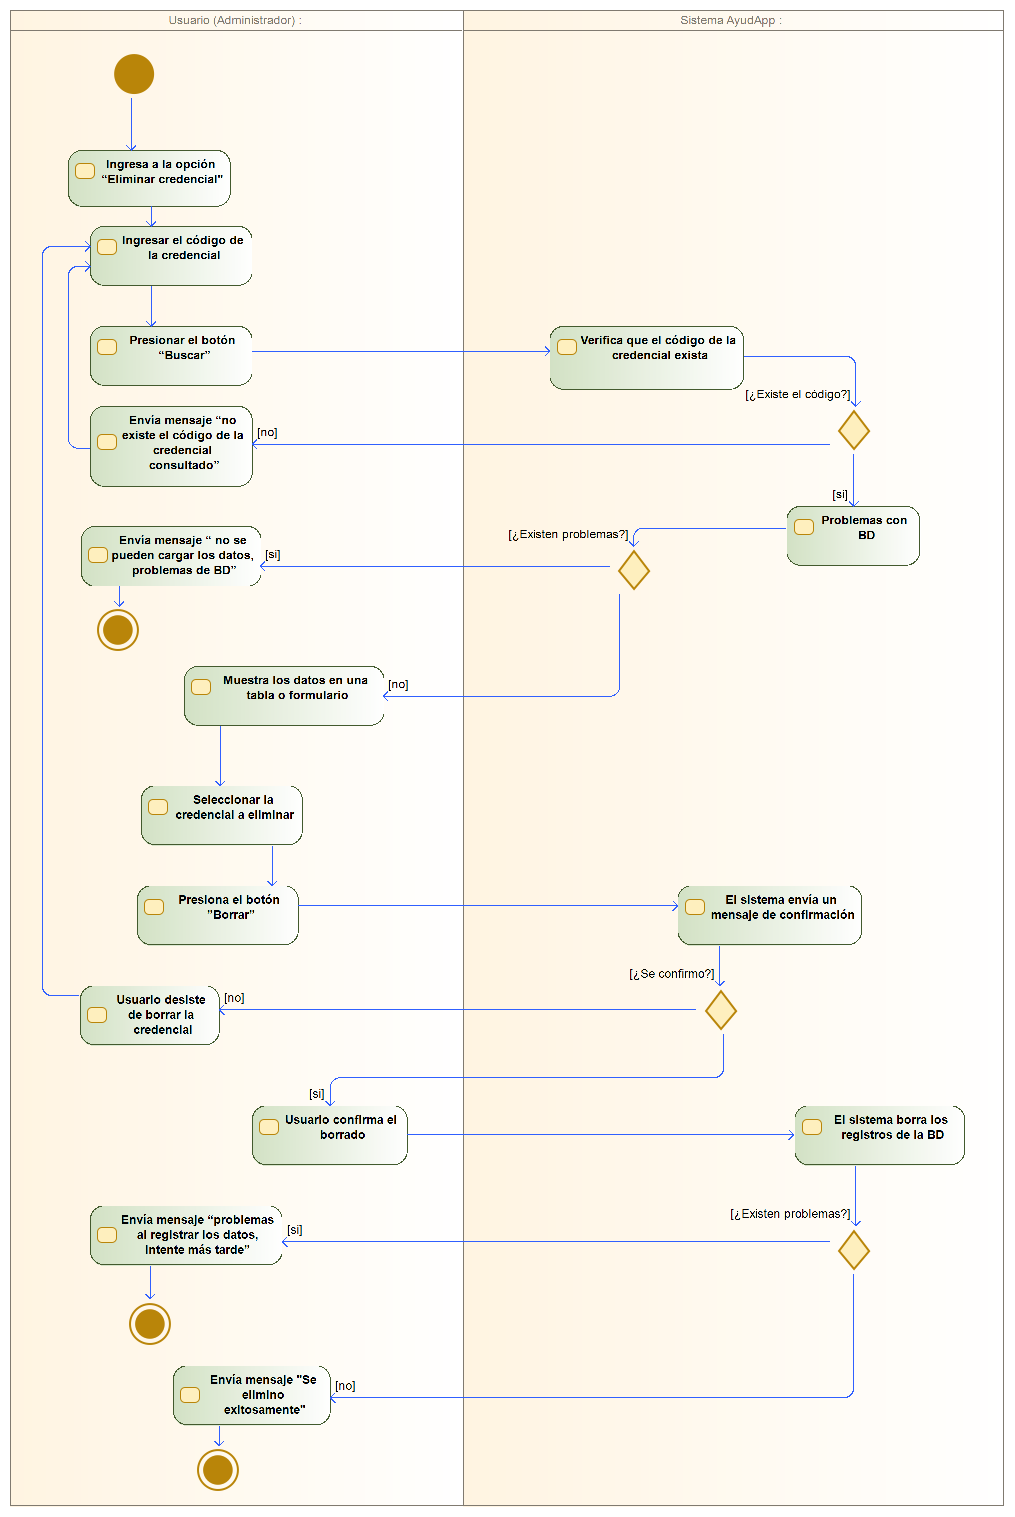 Usuario (Administrador) :
Sistema AyudApp :
Ingresa a la opción
“Eliminar credencial"
Ingresar el código de
la credencial
Presionar el botón
“Buscar”
Verifica que el código de la
credencial exista
[¿Existe el código?]
Envía mensaje “no
existe el código de la
credencial
consultado”
[no]
[si]
Problemas con
BD
[¿Existen problemas?]
Envía mensaje “ no se
pueden cargar los datos,
problemas de BD”
[si]
Muestra los datos en una
tabla o formulario
[no]
Seleccionar la
credencial a eliminar
Presiona el botón
”Borrar”
El sistema envía un
mensaje de confirmación
[¿Se confirmo?]
Usuario desiste
de borrar la
credencial
[no]
[si]
Usuario confirma el
borrado
El sistema borra los
registros de la BD
[¿Existen problemas?]
Envía mensaje “problemas
al registrar los datos,
intente más tarde”
[si]
Envía mensaje "Se
elimino
exitosamente"
[no]